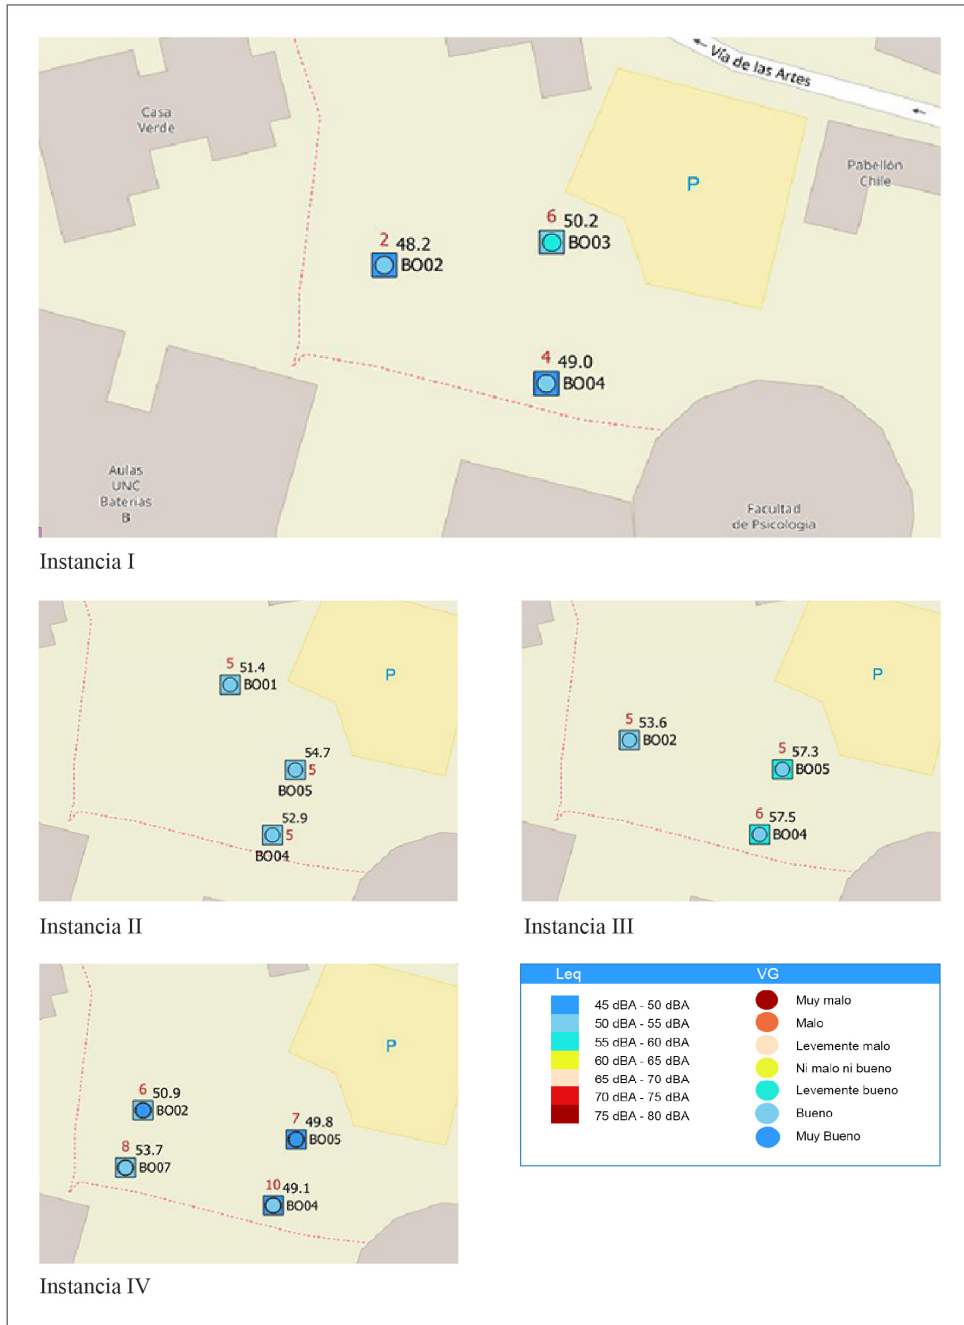 ← Vía de las Artes ←
Casa
Verde
Pabellón
Chile
P
6 50.2
BO03
2 48.2
BO02
4 49.0
BO04
Aulas
UNC
Baterias
B
Facultad
de Psicología
Instancia I
5 51.4
BO01
P
54.7
5
BO05
52.9
5
BO04
Instancia II
P
5 53.6
BO02
5 57.3
BO05
6 57.5
BO04
Instancia III
P
6 50.9
BO02
7 49.8
BO05
8 53.7
BO07
10 49.1
BO04
Instancia IV
Leq VG
45 dBA - 50 dBA Muy malo
50 dBA - 55 dBA Malo
55 dBA - 60 dBA Levemente malo
60 dBA - 65 dBA Ni malo ni bueno
65 dBA - 70 dBA Levemente bueno
70 dBA - 75 dBA Bueno
75 dBA - 80 dBA Muy Bueno